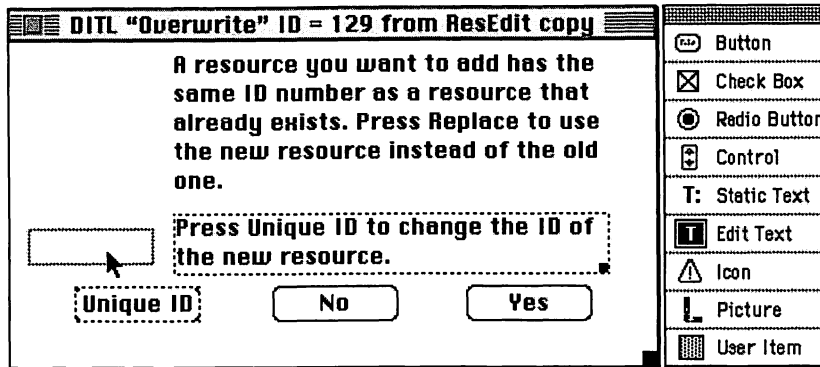 DITL “Overwrite” ID = 129 from ResEdit copy
A resource you want to add has the
same ID number as a resource that
already exists. Press Replace to use
the new resource instead of the old
one.
Press Unique ID to change the ID of
the new resource.
Unique ID
No
Yes
Button
Check Box
Radio Button
Control
T: Static Text
T Edit Text
Icon
Picture
User Item